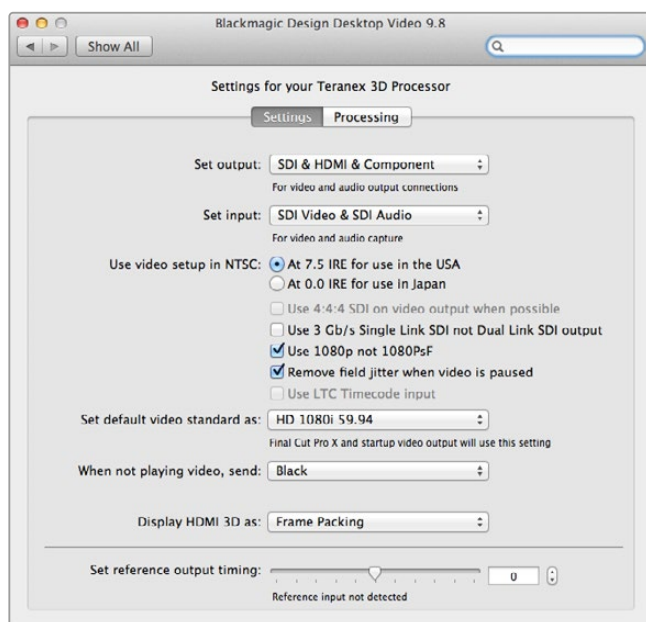 Blackmagic Design Desktop Video 9.8
Show All
Settings for your Teranex 3D Processor
Settings Processing
Set output: SDI & HDMI & Component
For video and audio output connections
Set input: SDI Video & SDI Audio
For video and audio capture
Use video setup in NTSC: At 7.5 IRE for use in the USA
At 0.0 IRE for use in Japan
Use 4:4:4 SDI on video output when possible
Use 3 Gb/s Single Link SDI not Dual Link SDI output
Use 1080p not 1080PsF
Remove field jitter when video is paused
Use LTC Timecode input
Set default video standard as: HD 1080i 59.94
Final Cut Pro X and startup video output will use this setting
When not playing video, send: Black
Display HDMI 3D as: Frame Packing
Set reference output timing: 0
Reference input not detected